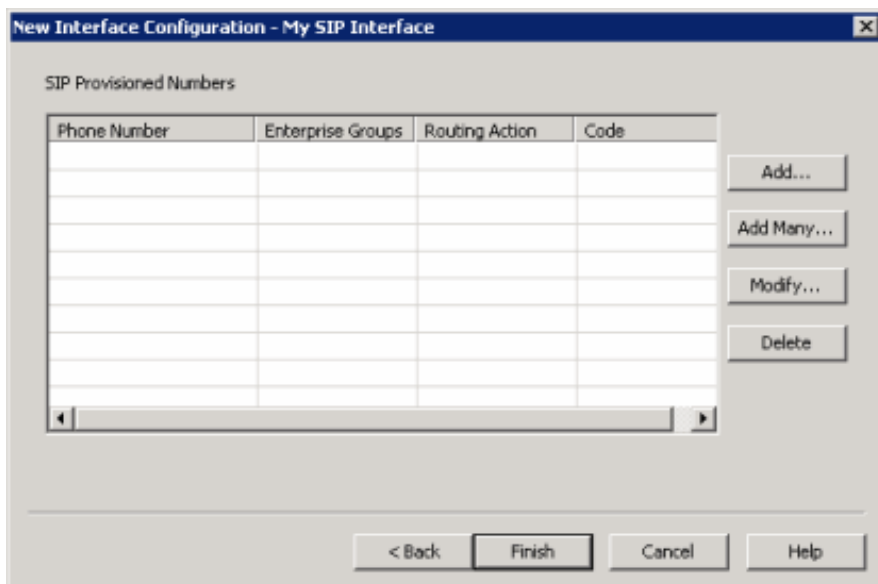 New Interface Configuration - My SIP Interface
SIP Provisioned Numbers
Phone Number Enterprise Groups Routing Action Code
Add...
Add Many...
Modify...
Delete
< Back Finish Cancel Help